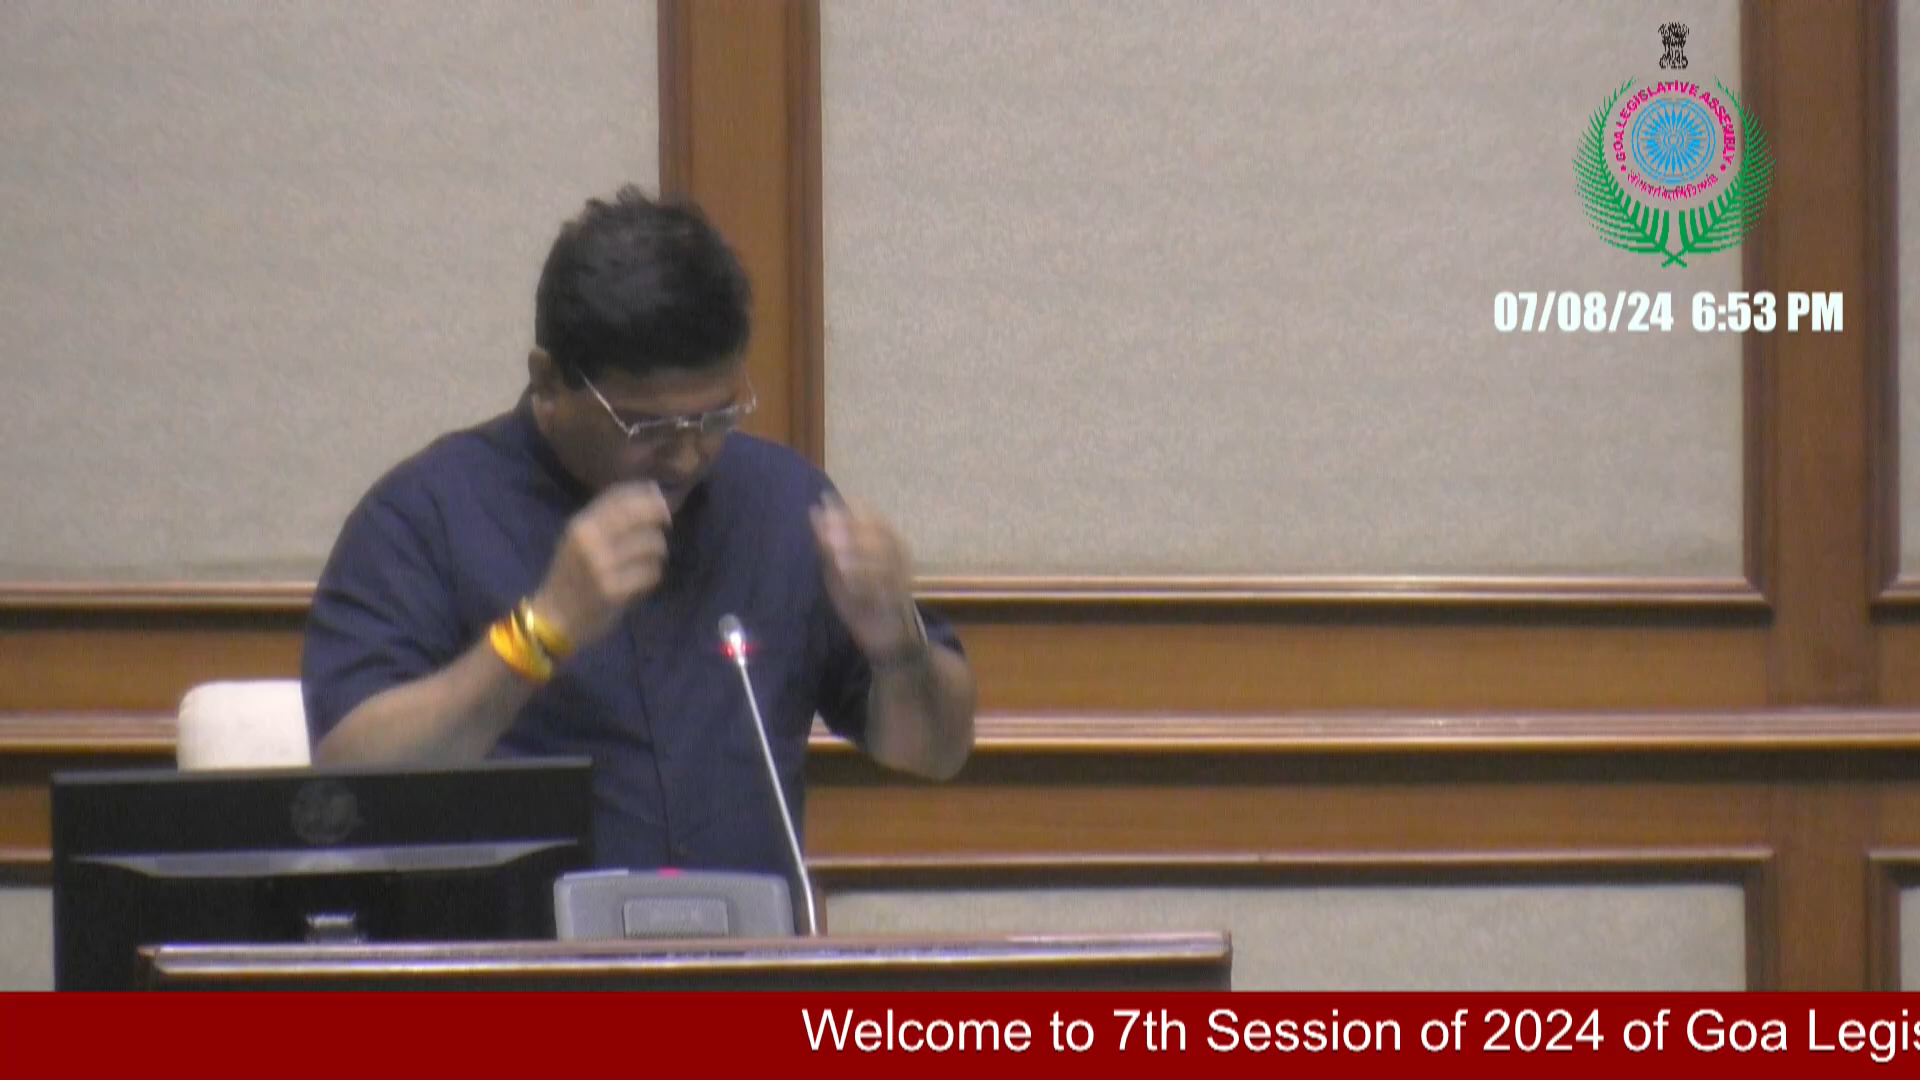 GOA LEGISLATIVE ASSEMBLY
07/08/24 6:53 PM
Welcome to 7th Session of 2024 of Goa Legis